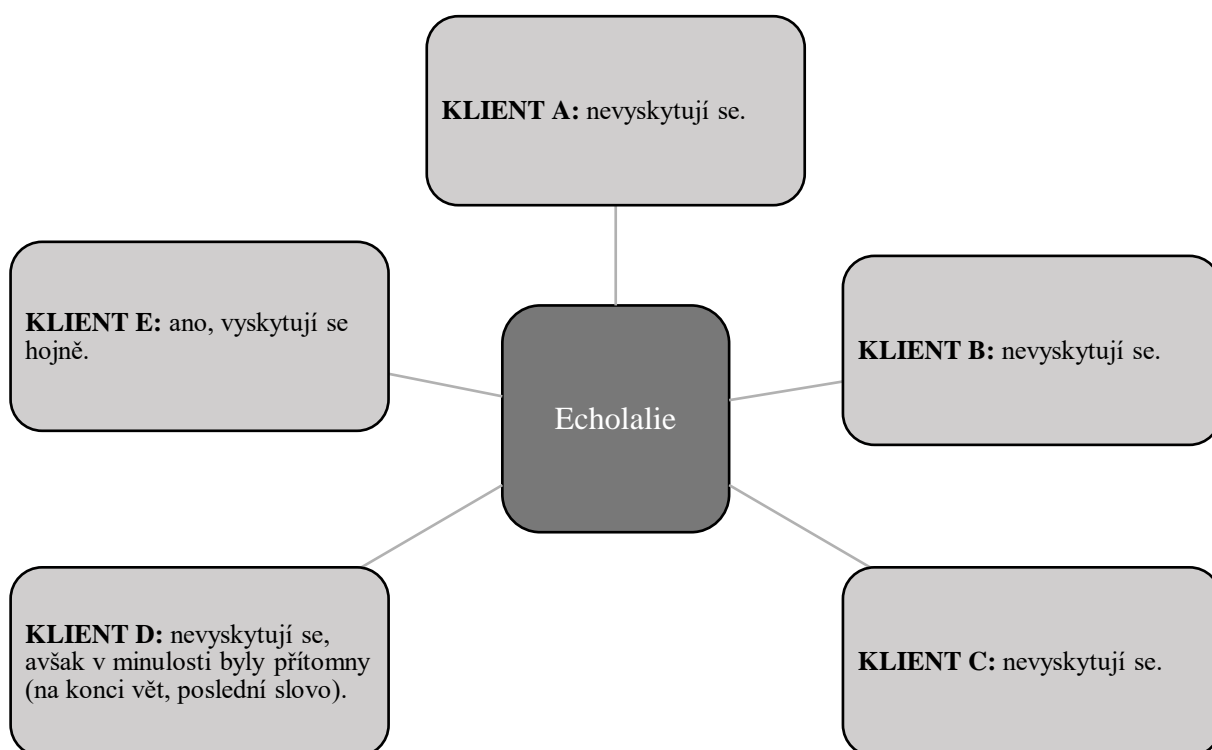 KLIENT A: nevyskytují se.
KLIENT E: ano, vyskytují se
hojně.
KLIENT B: nevyskytují se.
Echolalie
KLIENT D: nevyskytují se,
avšak v minulosti byly přítomny
(na konci vět, poslední slovo).
KLIENT C: nevyskytují se.